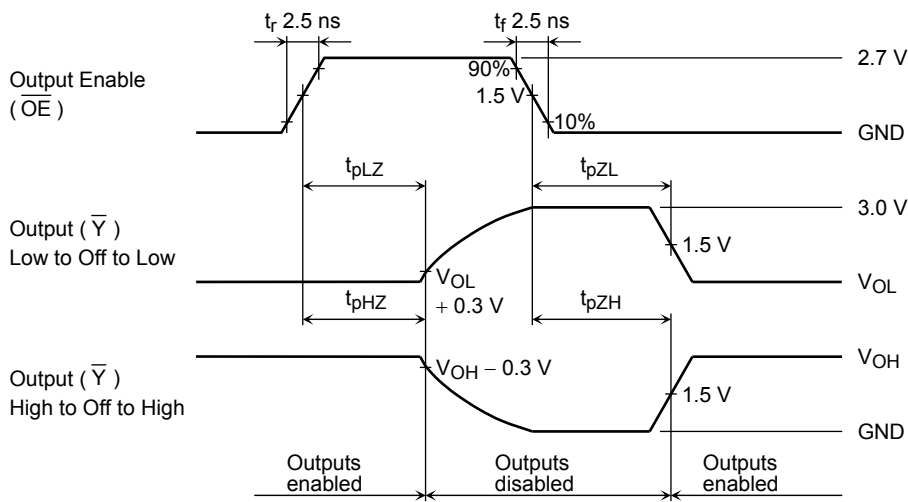 tr 2.5 ns
tf 2.5 ns
Output Enable
(OE̅)
90%
1.5 V
10%
2.7 V
GND
tpLZ
tpZL
Output (Y̅)
Low to Off to Low
3.0 V
1.5 V
VOL
+ 0.3 V
VOL
tpHZ
tpZH
Output (Y̅)
High to Off to High
VOH − 0.3 V
VOH
1.5 V
GND
Outputs
enabled
Outputs
disabled
Outputs
enabled